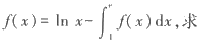 f(x)=ln x-∫₁ᵉ f(x)dx,求